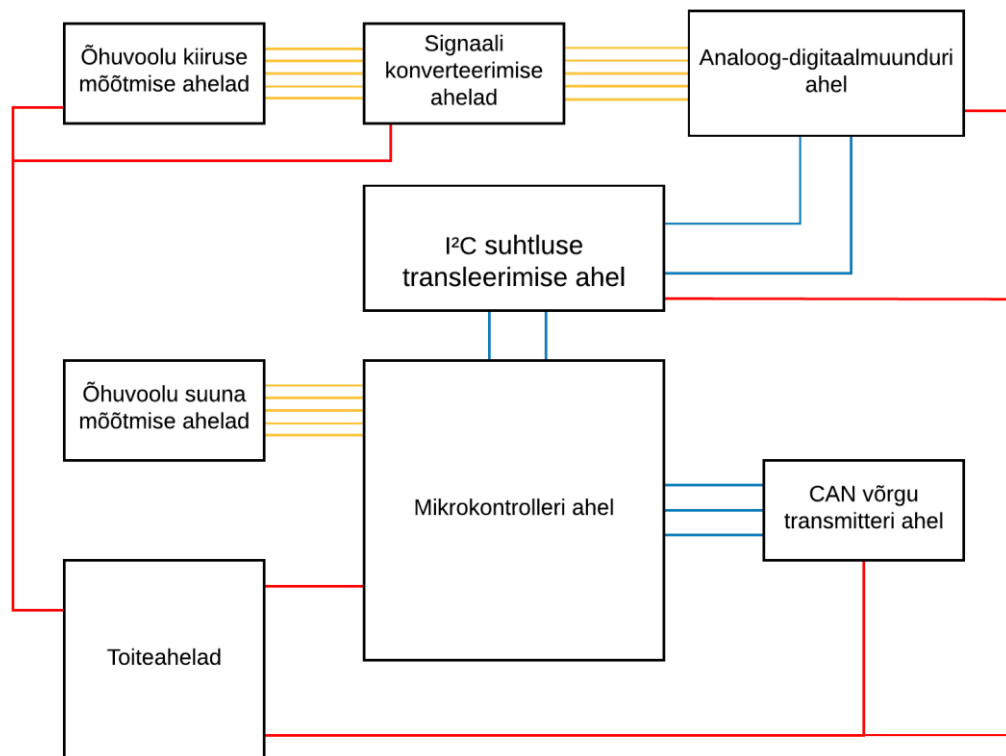 Õhuvoolu kiiruse
mõõtmise ahelad
Signaali
konverteerimise
ahelad
Analoog-digitaalmuunduri
ahel
I²C suhtluse
transleerimise ahel
Õhuvoolu suuna
mõõtmise ahelad
Mikrokontrolleri ahel
CAN võrgu
transmitteri ahel
Toiteahelad